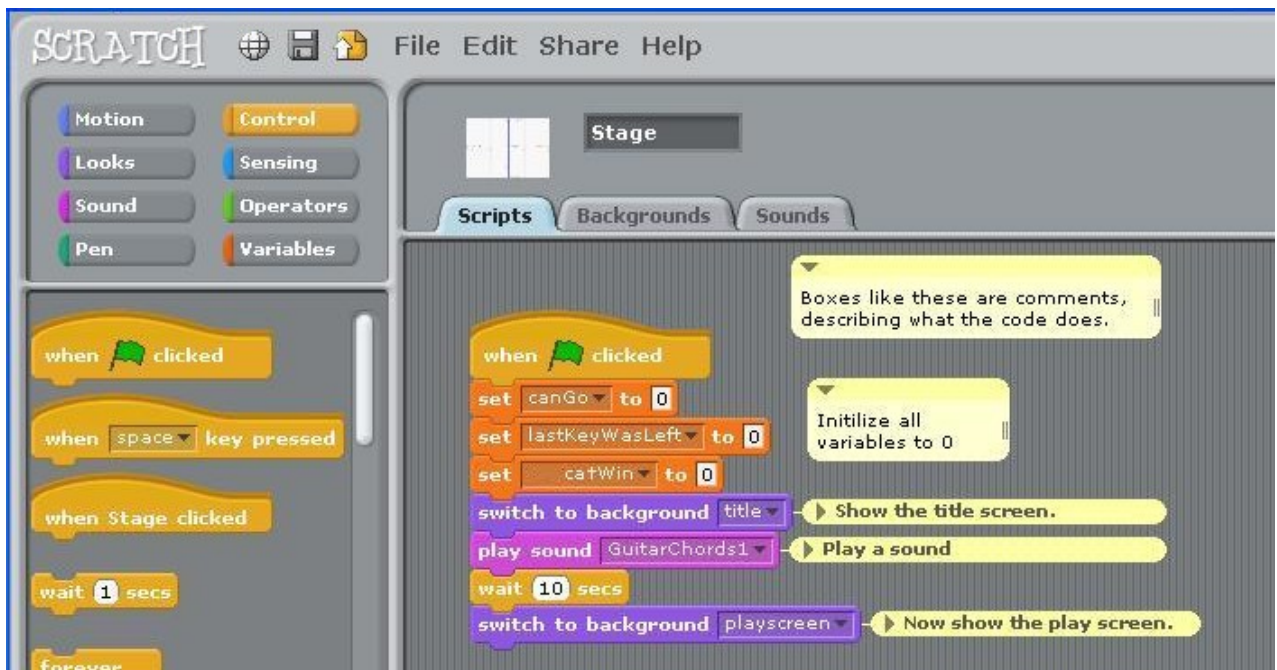 SCRATCH File Edit Share Help
Motion Control
Looks Sensing
Sound Operators
Pen Variables
when clicked
when space key pressed
when Stage clicked
wait 1 secs
forever
Stage
Scripts Backgrounds Sounds
Boxes like these are comments,
describing what the code does.
when clicked
set canGo to 0
set lastKeyWasLeft to 0
Initilize all
variables to 0
set catWin to 0
switch to background title Show the title screen.
play sound GuitarChords1 Play a sound
wait 10 secs
switch to background playscreen Now show the play screen.